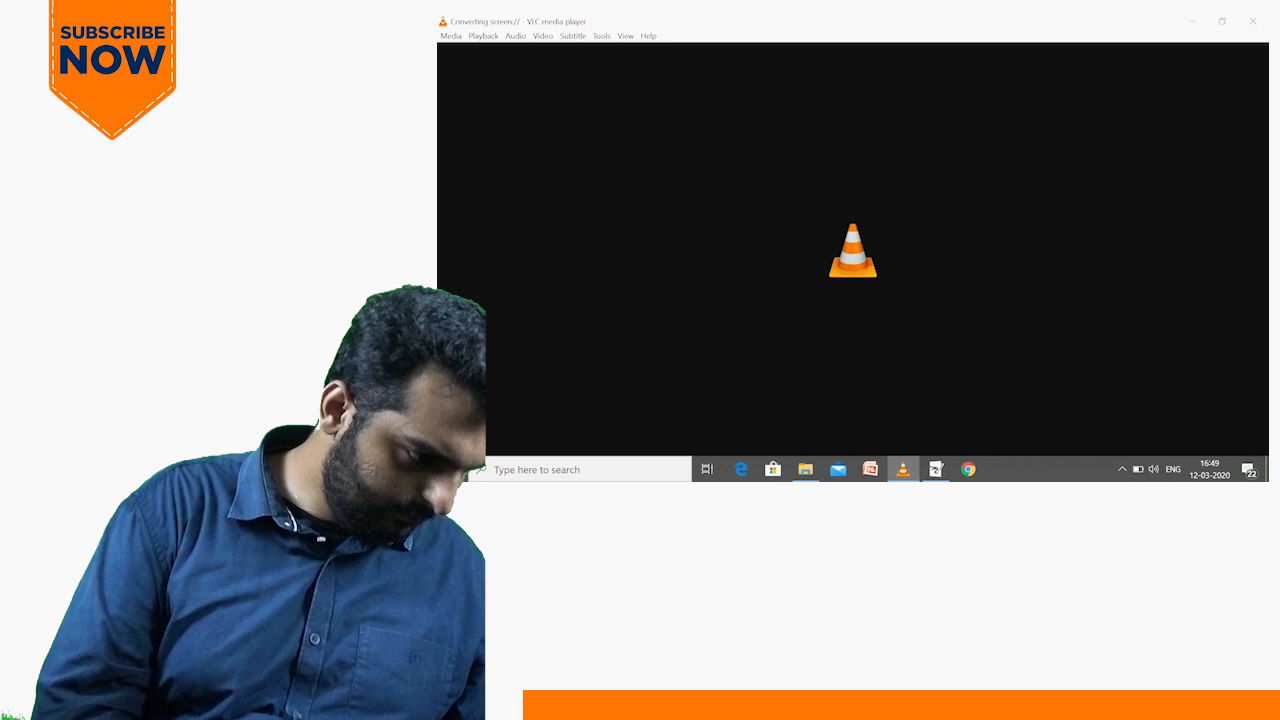 SUBSCRIBE
NOW
Converting screen:// - VLC media player
Media Playback Audio Video Subtitle Tools View Help
Type here to search
ENG
16:49
12-03-2020
22